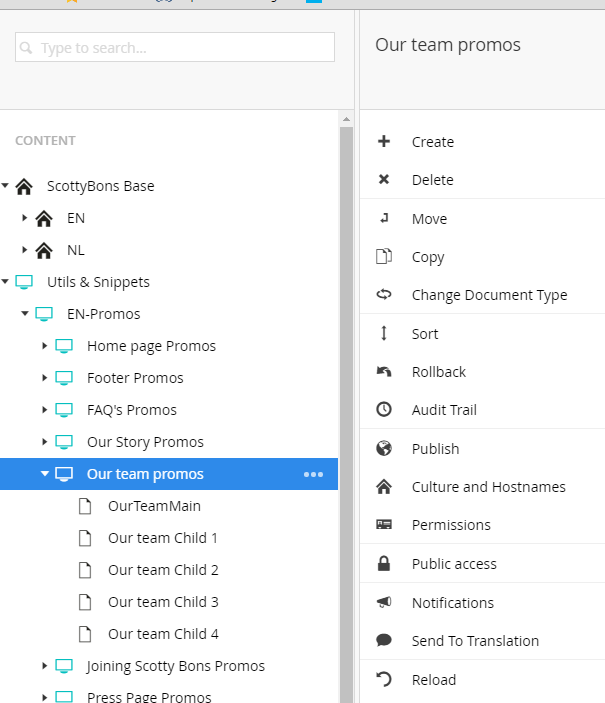 Type to search...
CONTENT
ScottyBons Base
EN
NL
Utils & Snippets
EN-Promos
Home page Promos
Footer Promos
FAQ's Promos
Our Story Promos
Our team promos
OurTeamMain
Our team Child 1
Our team Child 2
Our team Child 3
Our team Child 4
Joining Scotty Bons Promos
Press Page Promos
Our team promos
Create
Delete
Move
Copy
Change Document Type
Sort
Rollback
Audit Trail
Publish
Culture and Hostnames
Permissions
Public access
Notifications
Send To Translation
Reload